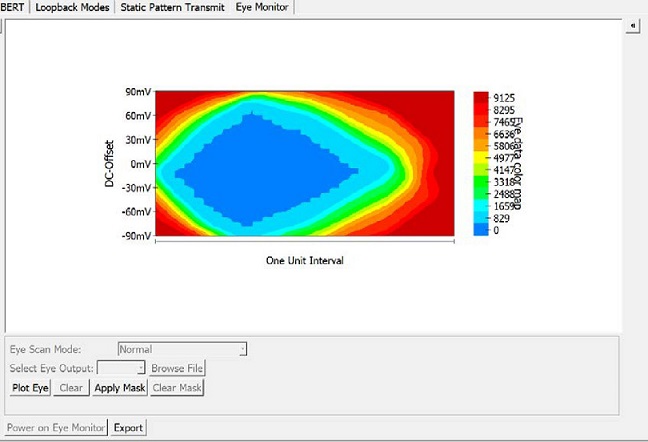 BERT Loopback Modes Static Pattern Transmit Eye Monitor
90mV
60mV
30mV
0mV
-30mV
-60mV
-90mV
DC-Offset
One Unit Interval
9125
8295
7465
6636
5806
4977
4147
3318
2488
1659
829
0
Eye data color map
Eye Scan Mode: Normal
Select Eye Output: Browse File
Plot Eye Clear Apply Mask Clear Mask
Power on Eye Monitor Export